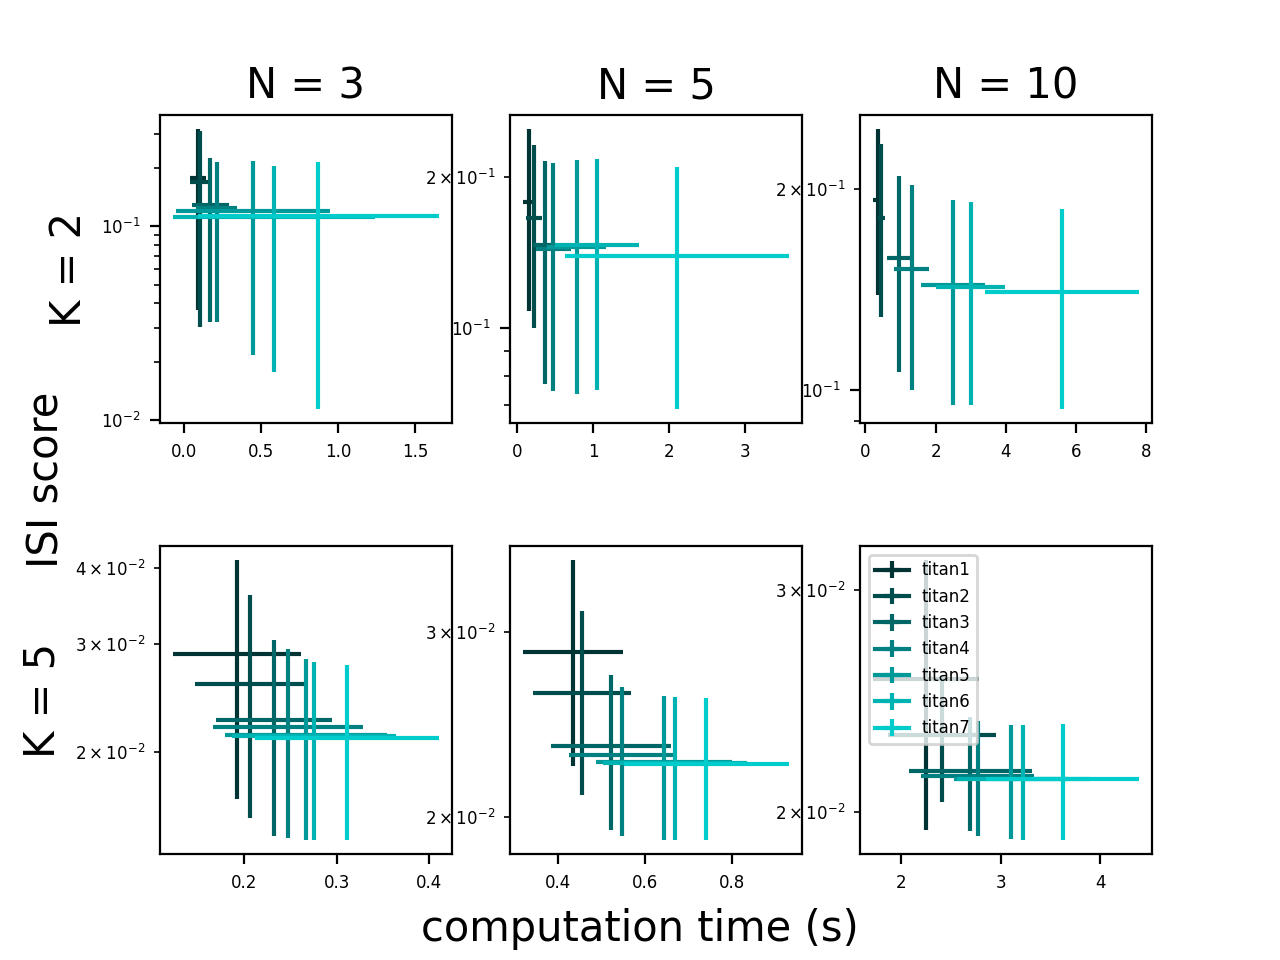 N = 3
N = 5
N = 10
K = 2
10⁻¹
10⁻²
0.0 0.5 1.0 1.5
2×10⁻¹
10⁻¹
0 1 2 3
2×10⁻¹
10⁻¹
0 2 4 6 8
ISI score
K = 5
4×10⁻²
3×10⁻²
2×10⁻²
0.2 0.3 0.4
3×10⁻²
2×10⁻²
0.4 0.6 0.8
3×10⁻²
2×10⁻²
titan1
titan2
titan3
titan4
titan5
titan6
titan7
2 3 4
computation time (s)